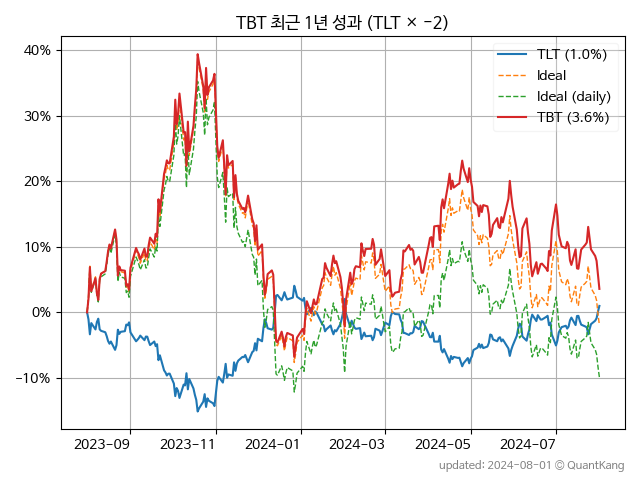 TBT 최근 1년 성과 (TLT × -2)
40%
30%
20%
10%
0%
-10%
TLT (1.0%)
Ideal
Ideal (daily)
TBT (3.6%)
2023-09
2023-11
2024-01
2024-03
2024-05
2024-07
updated: 2024-08-01 © QuantKang